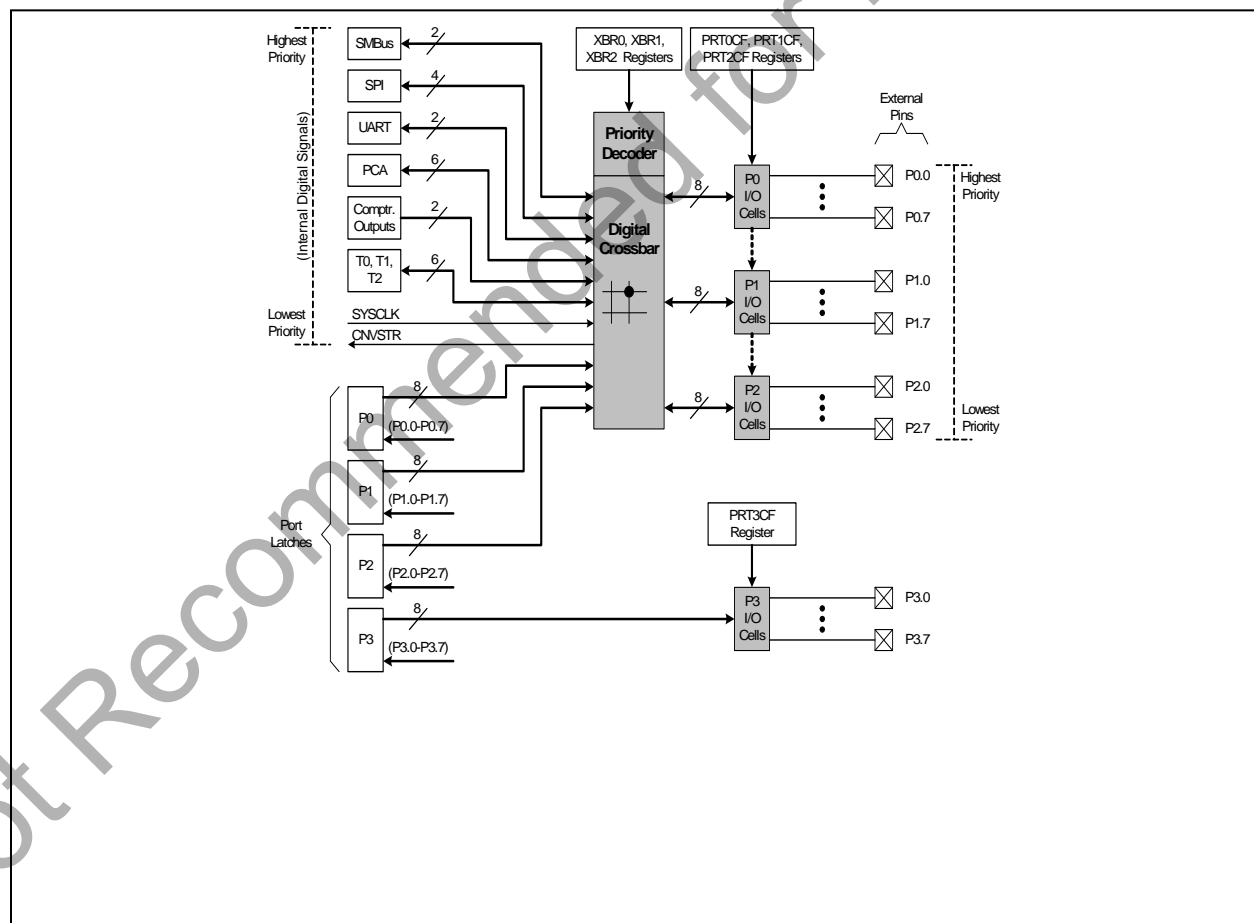 Highest
Priority
(Internal Digital Signals)
Lowest
Priority
SMBus
2
SPI
4
UART
2
PCA
6
Comptr.
Outputs
2
T0, T1,
T2
6
SYSCLK
CNVSTR
XBR0, XBR1,
XBR2 Registers
Priority
Decoder
Digital
Crossbar
PRT0CF, PRT1CF,
PRT2CF Registers
External
Pins
8
P0
I/O
Cells
P0.0
P0.7
Highest
Priority
8
P1
I/O
Cells
P1.0
P1.7
8
P2
I/O
Cells
P2.0
P2.7
Lowest
Priority
Port
Latches
P0
8
(P0.0-P0.7)
P1
8
(P1.0-P1.7)
P2
8
(P2.0-P2.7)
P3
8
(P3.0-P3.7)
PRT3CF
Register
P3
I/O
Cells
P3.0
P3.7
ot Recommended for